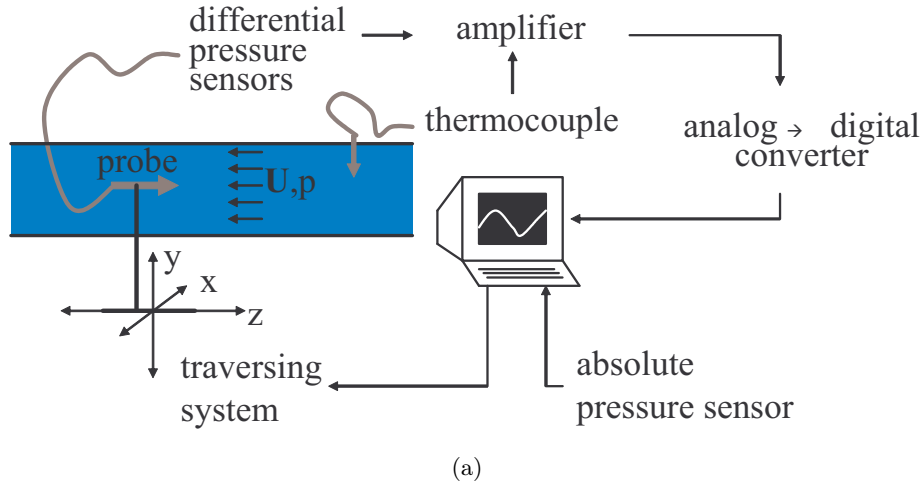 differential
pressure
sensors
amplifier
thermocouple
analog → digital
converter
probe
U,p
y
x
z
traversing
system
absolute
pressure sensor
(a)